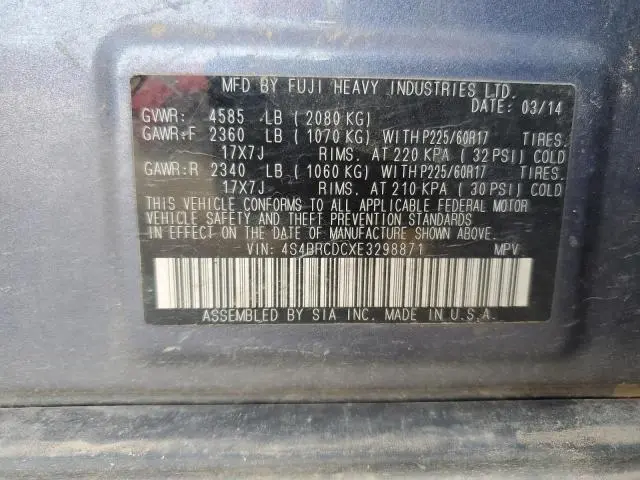 MFD BY FUJI HEAVY INDUSTRIES LTD.
DATE: 03/14
GVWR: 4585 LB ( 2080 KG)
GAWR:F 2360 LB ( 1070 KG) WITH P225/60R17 TIRES.
17X7J RIMS. AT 220 KPA ( 32 PSI) COLD
GAWR:R 2340 LB ( 1060 KG) WITH P225/60R17 TIRES.
17X7J RIMS. AT 210 KPA ( 30 PSI) COLD
THIS VEHICLE CONFORMS TO ALL APPLICABLE FEDERAL MOTOR
VEHICLE SAFETY AND THEFT PREVENTION STANDARDS
IN EFFECT ON THE DATE OF MANUFACTURE SHOWN ABOVE.
VIN: 4S4BRCDCXE3298871 MPV
ASSEMBLED BY SIA INC. MADE IN U.S.A.